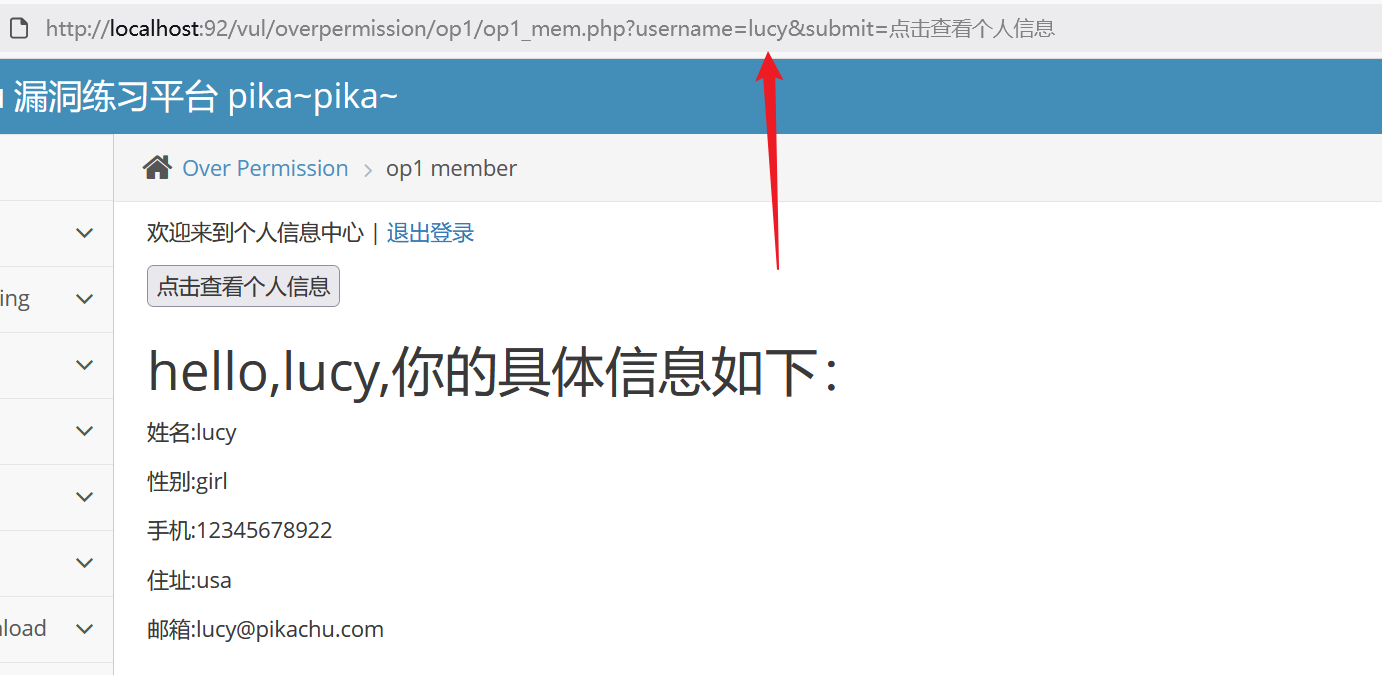 http://localhost:92/vul/overpermission/op1/op1_mem.php?username=lucy&submit=点击查看个人信息
漏洞练习平台 pika~pika~
Over Permission > op1 member
欢迎来到个人信息中心 | 退出登录
点击查看个人信息
hello,lucy,你的具体信息如下：
ing
姓名:lucy
性别:girl
手机:12345678922
住址:usa
nload
邮箱:lucy@pikachu.com